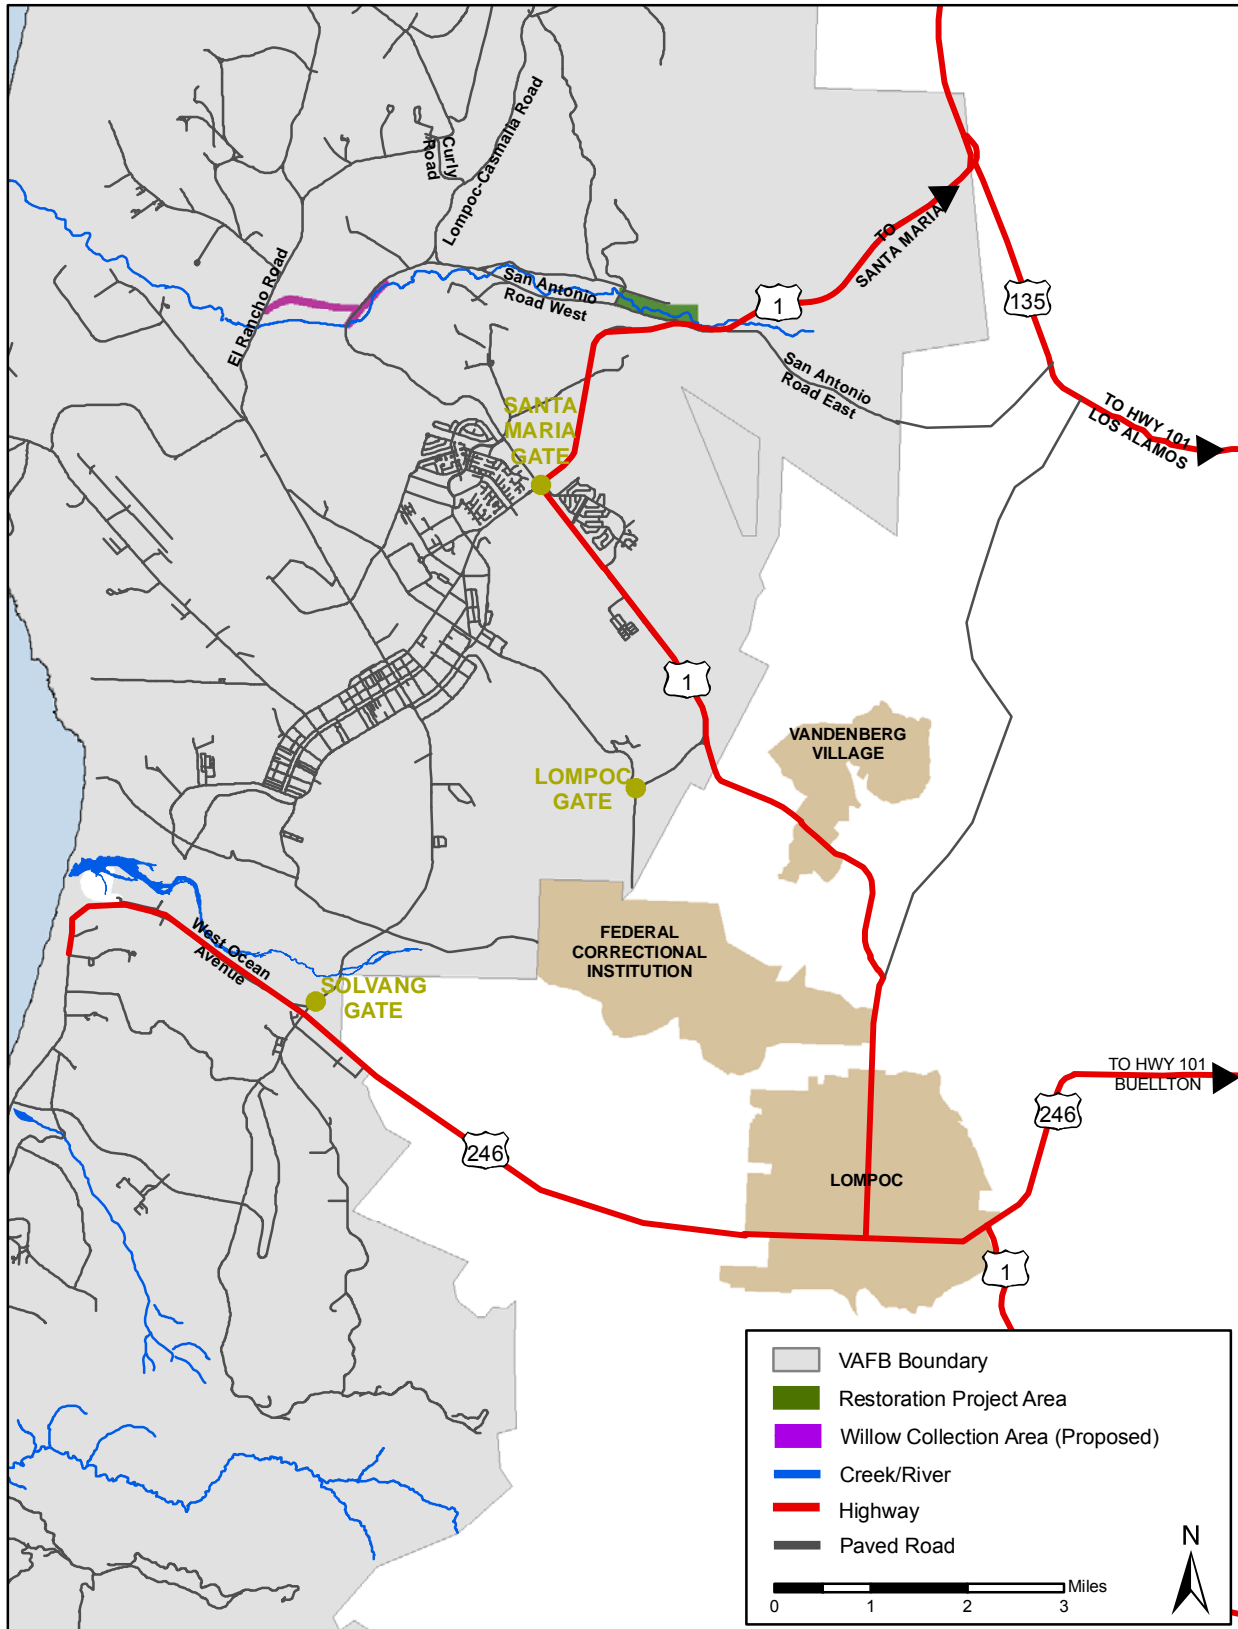 Lompoc-Casmalia Road
Curly
Road
El Rancho Road
San Antonio
Road West
TO
SANTA MARIA
1
135
San Antonio
Road East
TO HWY 101
LOS ALAMOS
SANTA
MARIA
GATE
1
VANDENBERG
VILLAGE
LOMPOC
GATE
West Ocean
Avenue
FEDERAL
CORRECTIONAL
INSTITUTION
SOLVANG
GATE
TO HWY 101
BUELLTON
246
246
LOMPOC
1
VAFB Boundary
Restoration Project Area
Willow Collection Area (Proposed)
Creek/River
Highway
Paved Road
N
Miles
0 1 2 3